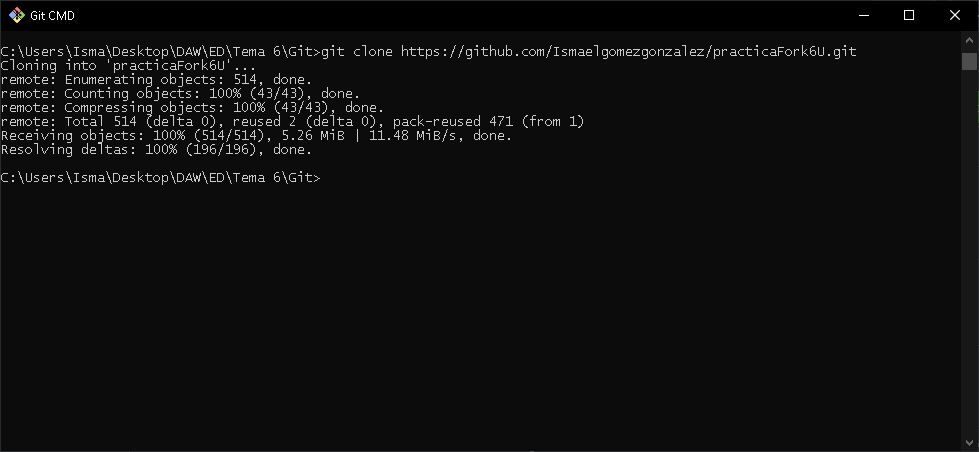 Git CMD
C:\Users\Isma\Desktop\DAW\ED\Tema 6\Git>git clone https://github.com/Ismaelgomezgonzalez/practicaFork6U.git
Cloning into 'practicaFork6U'...
remote: Enumerating objects: 514, done.
remote: Counting objects: 100% (43/43), done.
remote: Compressing objects: 100% (43/43), done.
remote: Total 514 (delta 0), reused 2 (delta 0), pack-reused 471 (from 1)
Receiving objects: 100% (514/514), 5.26 MiB | 11.48 MiB/s, done.
Resolving deltas: 100% (196/196), done.
C:\Users\Isma\Desktop\DAW\ED\Tema 6\Git>